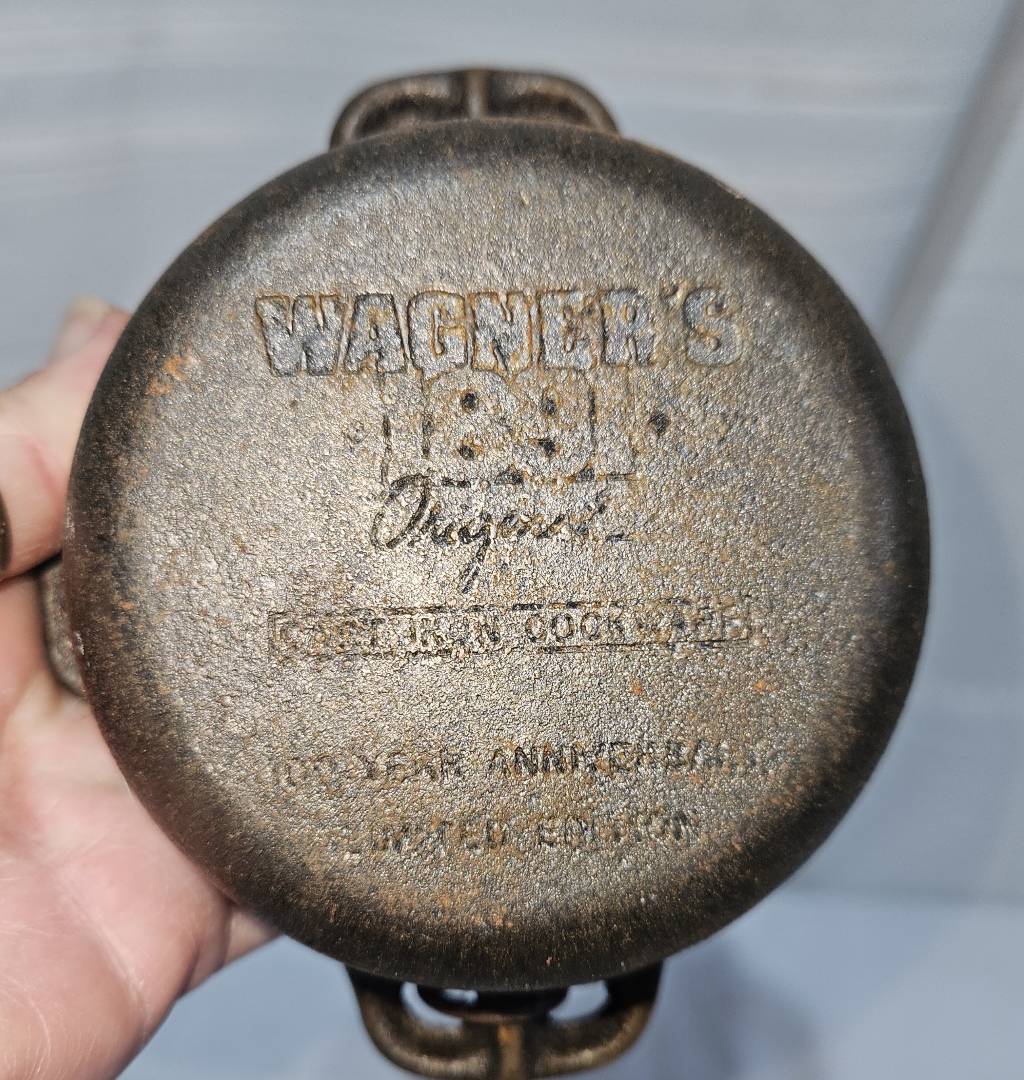 WAGNER'S
1891
Original
CAST IRON COOKWARE
100 YEAR ANNIVERSARY
LIMITED EDITION